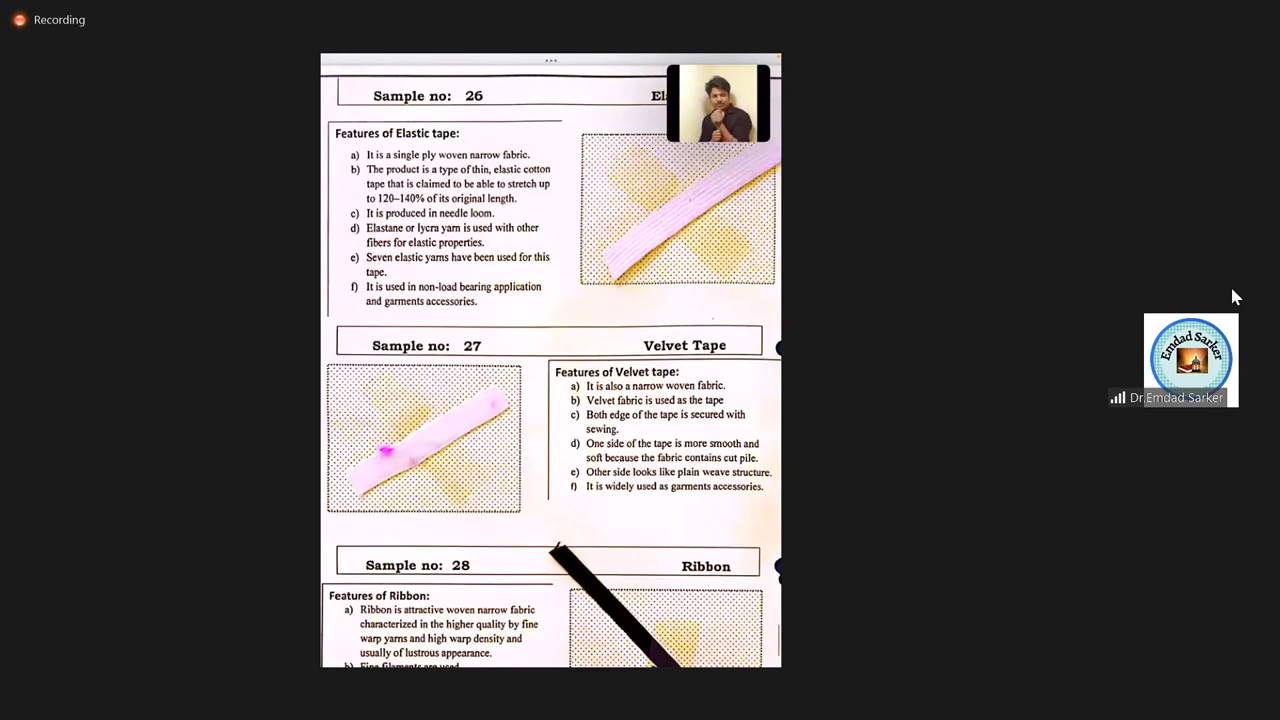 Recording
Sample no: 26
Features of Elastic tape:
a) It is a single ply woven narrow fabric.
b) The product is a type of thin, elastic cotton
tape that is claimed to be able to stretch up
to 120–140% of its original length.
c) It is produced in needle loom.
d) Elastane or lycra yarn is used with other
fibers for elastic properties.
e) Seven elastic yarns have been used for this
tape.
f) It is used in non-load bearing application
and garments accessories.
Sample no: 27 Velvet Tape
Features of Velvet tape:
a) It is also a narrow woven fabric.
b) Velvet fabric is used as the tape
c) Both edge of the tape is secured with
sewing.
d) One side of the tape is more smooth and
soft because the fabric contains cut pile.
e) Other side looks like plain weave structure.
f) It is widely used as garments accessories.
Sample no: 28 Ribbon
Features of Ribbon:
a) Ribbon is attractive woven narrow fabric
characterized in the higher quality by fine
warp yarns and high warp density and
usually of lustrous appearance.
b) Fine filaments are used
Emdad Sarker
Dr.Emdad Sarker